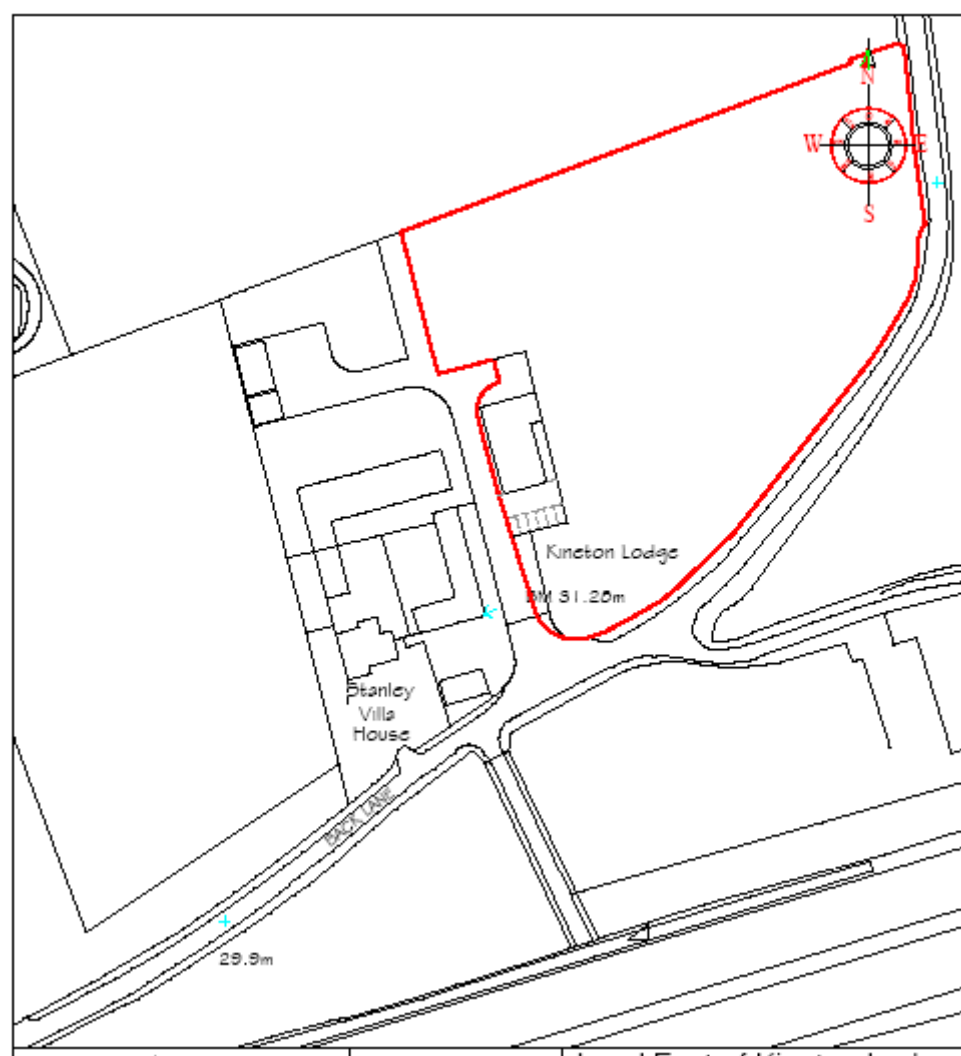 N
W E
S
Kineton Lodge
BM 31.28m
Stanley
Villa
House
BACK LANE
29.9m